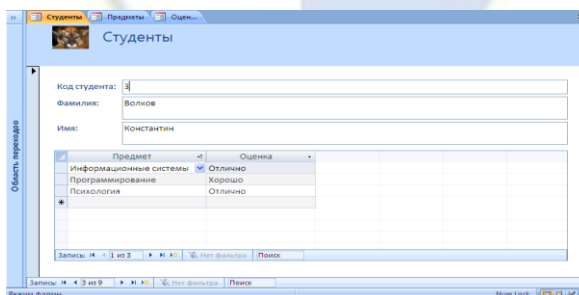 Студенты Предметы Оцен...
Студенты
Код студента: 3
Фамилия: Волков
Имя: Константин
Предмет Оценка
Информационные системы Отлично
Программирование Хорошо
Психология Отлично
Записи: 1 из 3 Нет фильтра Поиск
Записи: 3 из 9 Нет фильтра Поиск
Область переходов
Режим формы Num Lock